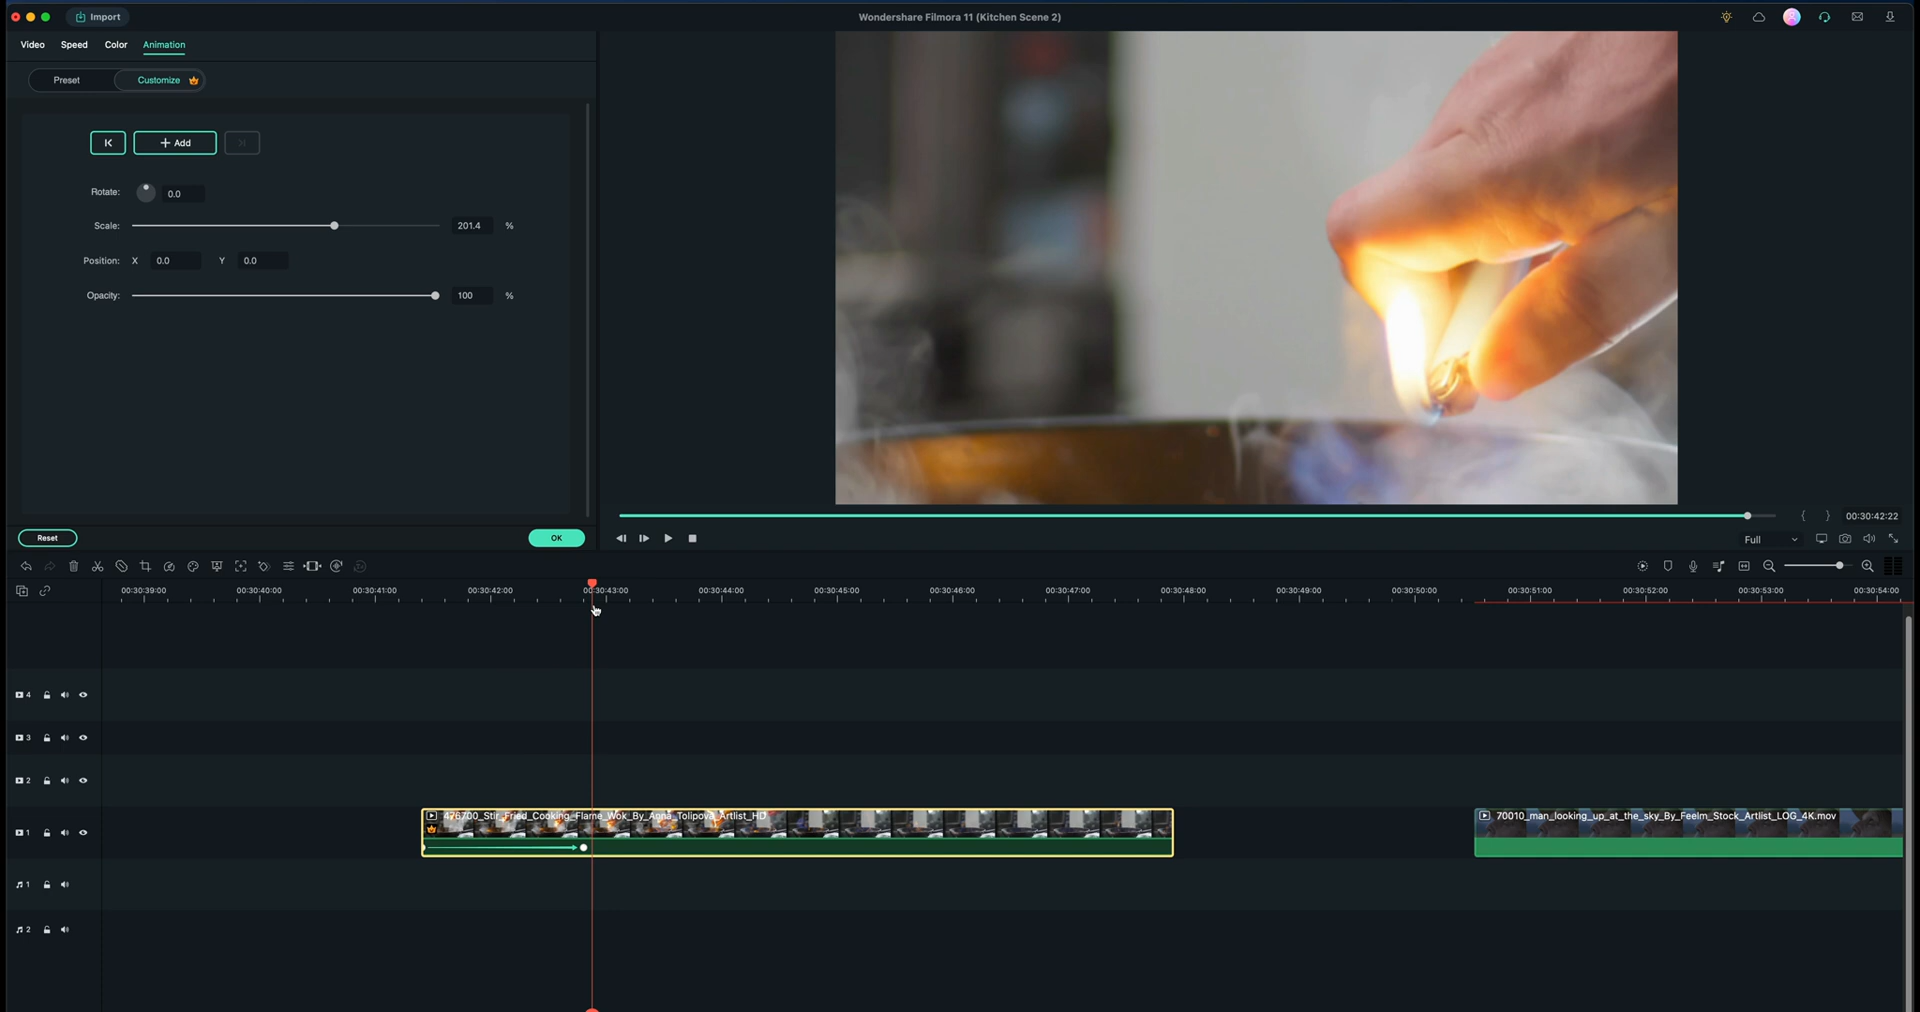 Import
Wondershare Filmora 11 (Kitchen Scene 2)
Video Speed Color Animation
Preset Customize
Add
Rotate: 0.0
Scale: 201.4 %
Position: X 0.0 Y 0.0
Opacity: 100 %
Reset OK
{ } 00:30:42:22
Full
00:30:39:00 00:30:40:00 00:30:41:00 00:30:42:00 00:30:43:00 00:30:44:00 00:30:45:00 00:30:46:00 00:30:47:00 00:30:48:00 00:30:49:00 00:30:50:00 00:30:51:00 00:30:52:00 00:30:53:00 00:30:54:00
4
3
2
476700_Stir_Fried_Cooking_Flame_Wok_By_Anna_Tolipova_Artlist_HD
70010_man_looking_up_at_the_sky_By_Feelm_Stock_Artlist_LOG_4K.mov
1
1
2